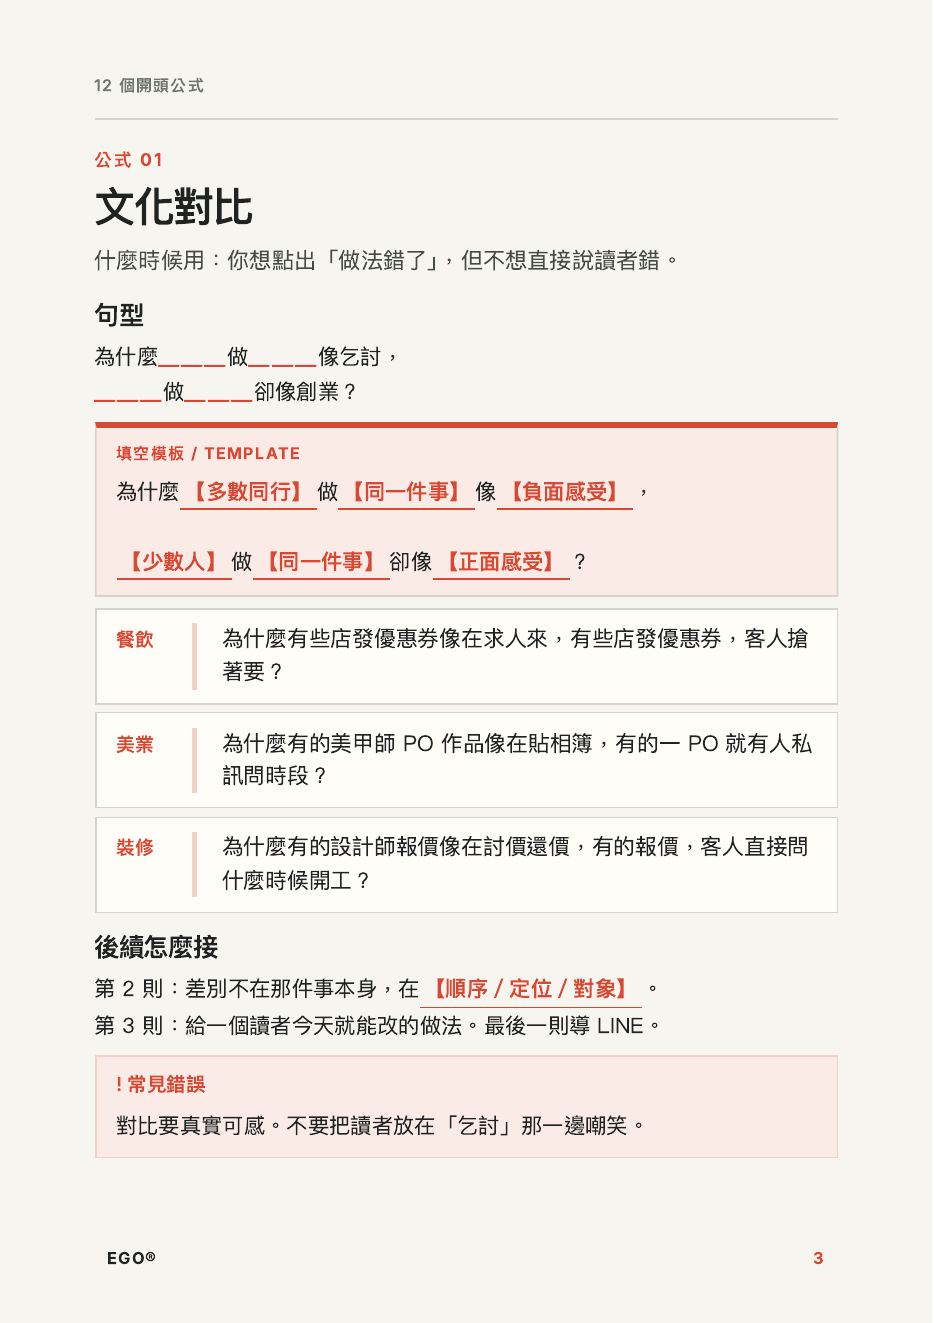 12 個開頭公式
公式 01
文化對比
什麼時候用：你想點出「做法錯了」，但不想直接說讀者錯。
句型
為什麼＿＿＿做＿＿＿像乞討，
＿＿＿做＿＿＿卻像創業？
填空模板 / TEMPLATE
為什麼【多數同行】做【同一件事】像【負面感受】，
【少數人】做【同一件事】卻像【正面感受】？
餐飲
為什麼有些店發優惠券像在求人來，有些店發優惠券，客人搶
著要？
美業
為什麼有的美甲師 PO 作品像在貼相簿，有的一 PO 就有人私
訊問時段？
裝修
為什麼有的設計師報價像在討價還價，有的報價，客人直接問
什麼時候開工？
後續怎麼接
第 2 則：差別不在那件事本身，在【順序 / 定位 / 對象】。
第 3 則：給一個讀者今天就能改的做法。最後一則導 LINE。
! 常見錯誤
對比要真實可感。不要把讀者放在「乞討」那一邊嘲笑。
EGO®
3